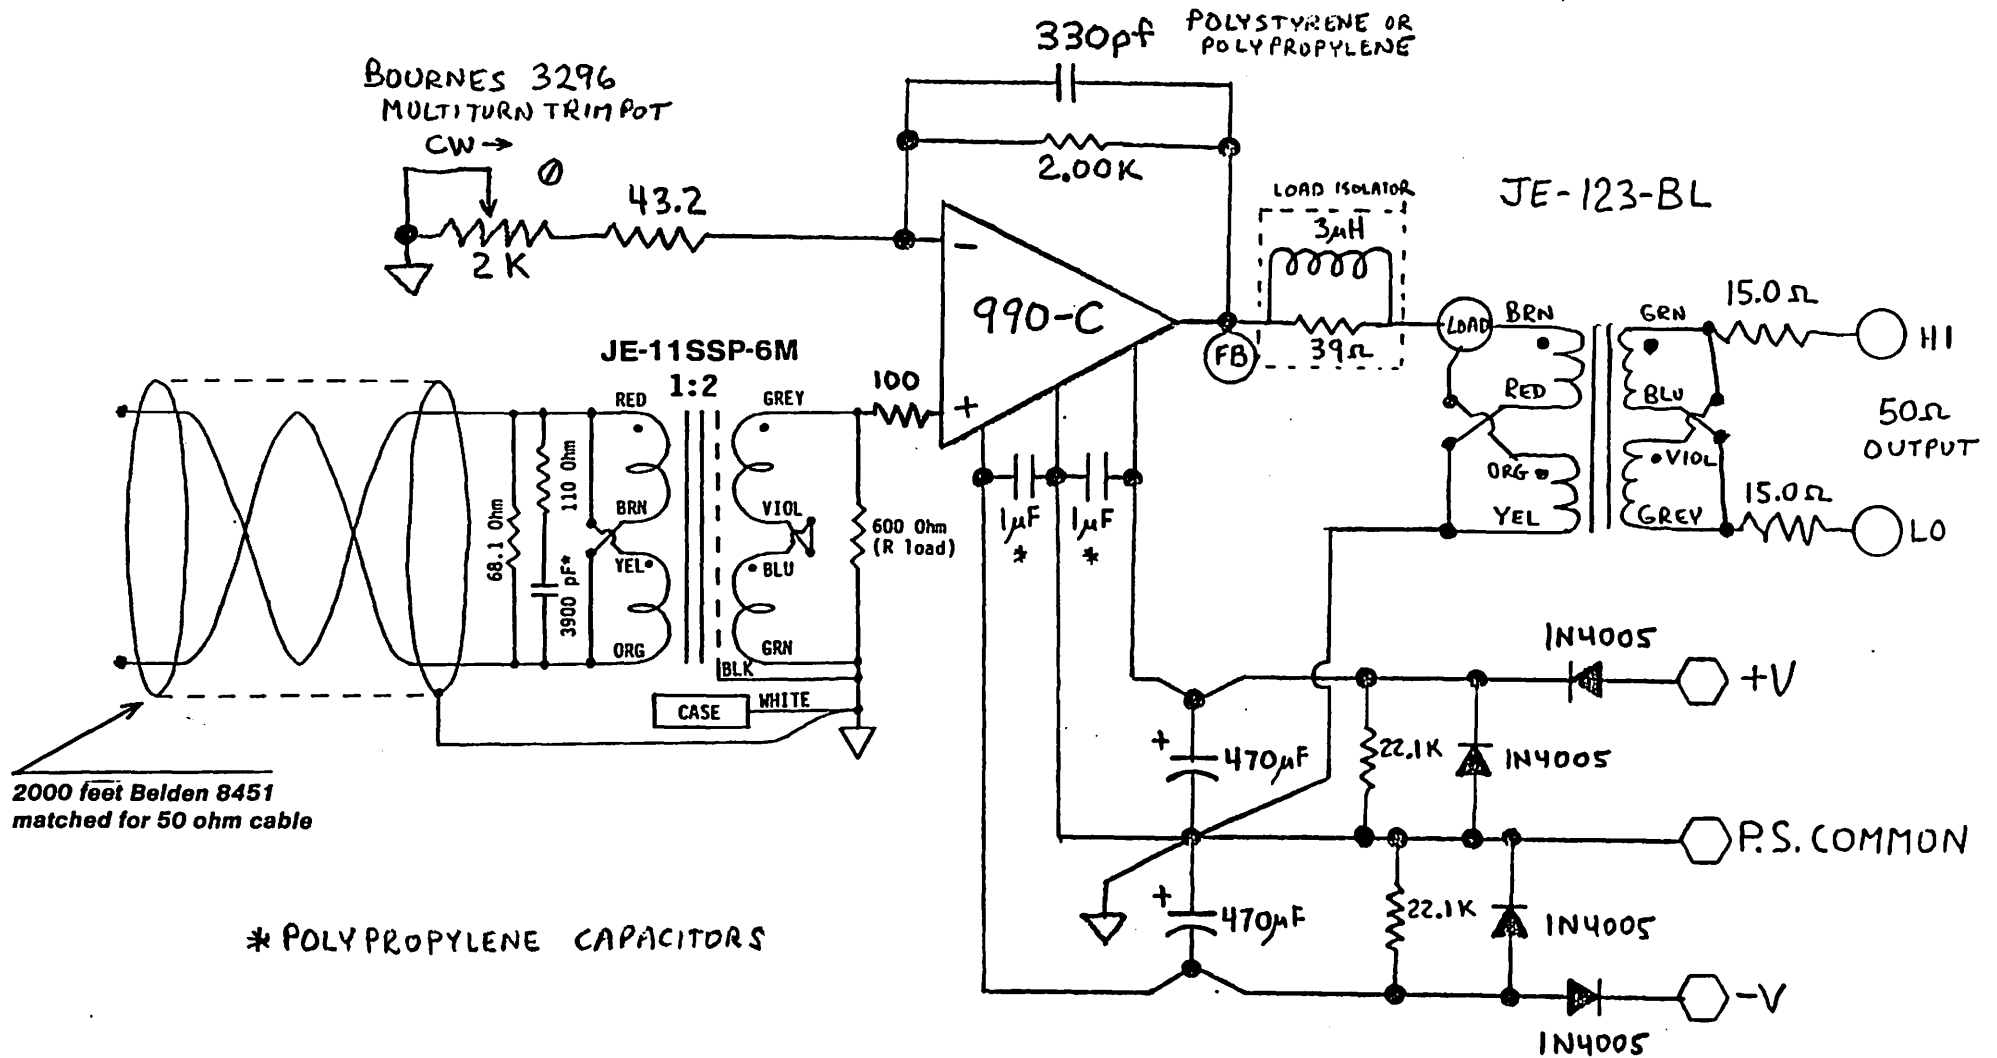 330pf
POLYSTYRENE OR
POLYPROPYLENE
BOURNES 3296
MULTITURN TRIMPOT
CW→
2K
43.2
2.00K
LOAD ISOLATOR
3μH
39Ω
JE-123-BL
990-C
−
+
FB
LOAD
BRN
RED
ORG
YEL
GRN
BLU
VIOL
GREY
15.0Ω
HI
50Ω
OUTPUT
15.0Ω
LO
JE-11SSP-6M
1:2
RED
BRN
YEL
ORG
GREY
VIOL
BLU
GRN
BLK
WHITE
CASE
68.1 Ohm
110 Ohm
3900 pF*
600 Ohm
(R load)
100
1μF
*
1μF
*
2000 feet Belden 8451
matched for 50 ohm cable
+
470μF
+
470μF
22.1K
22.1K
1N4005
1N4005
1N4005
1N4005
+V
P.S. COMMON
-V
* POLYPROPYLENE CAPACITORS